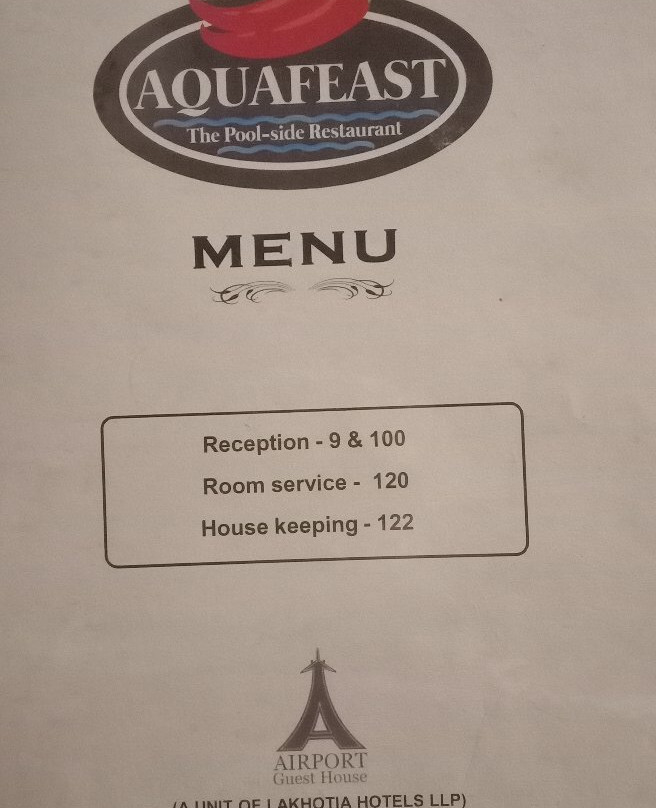 AQUAFEAST
The Pool-side Restaurant
MENU
Reception - 9 & 100
Room service - 120
House keeping - 122
AIRPORT
Guest House
(A UNIT OF LAKHOTIA HOTELS LLP)